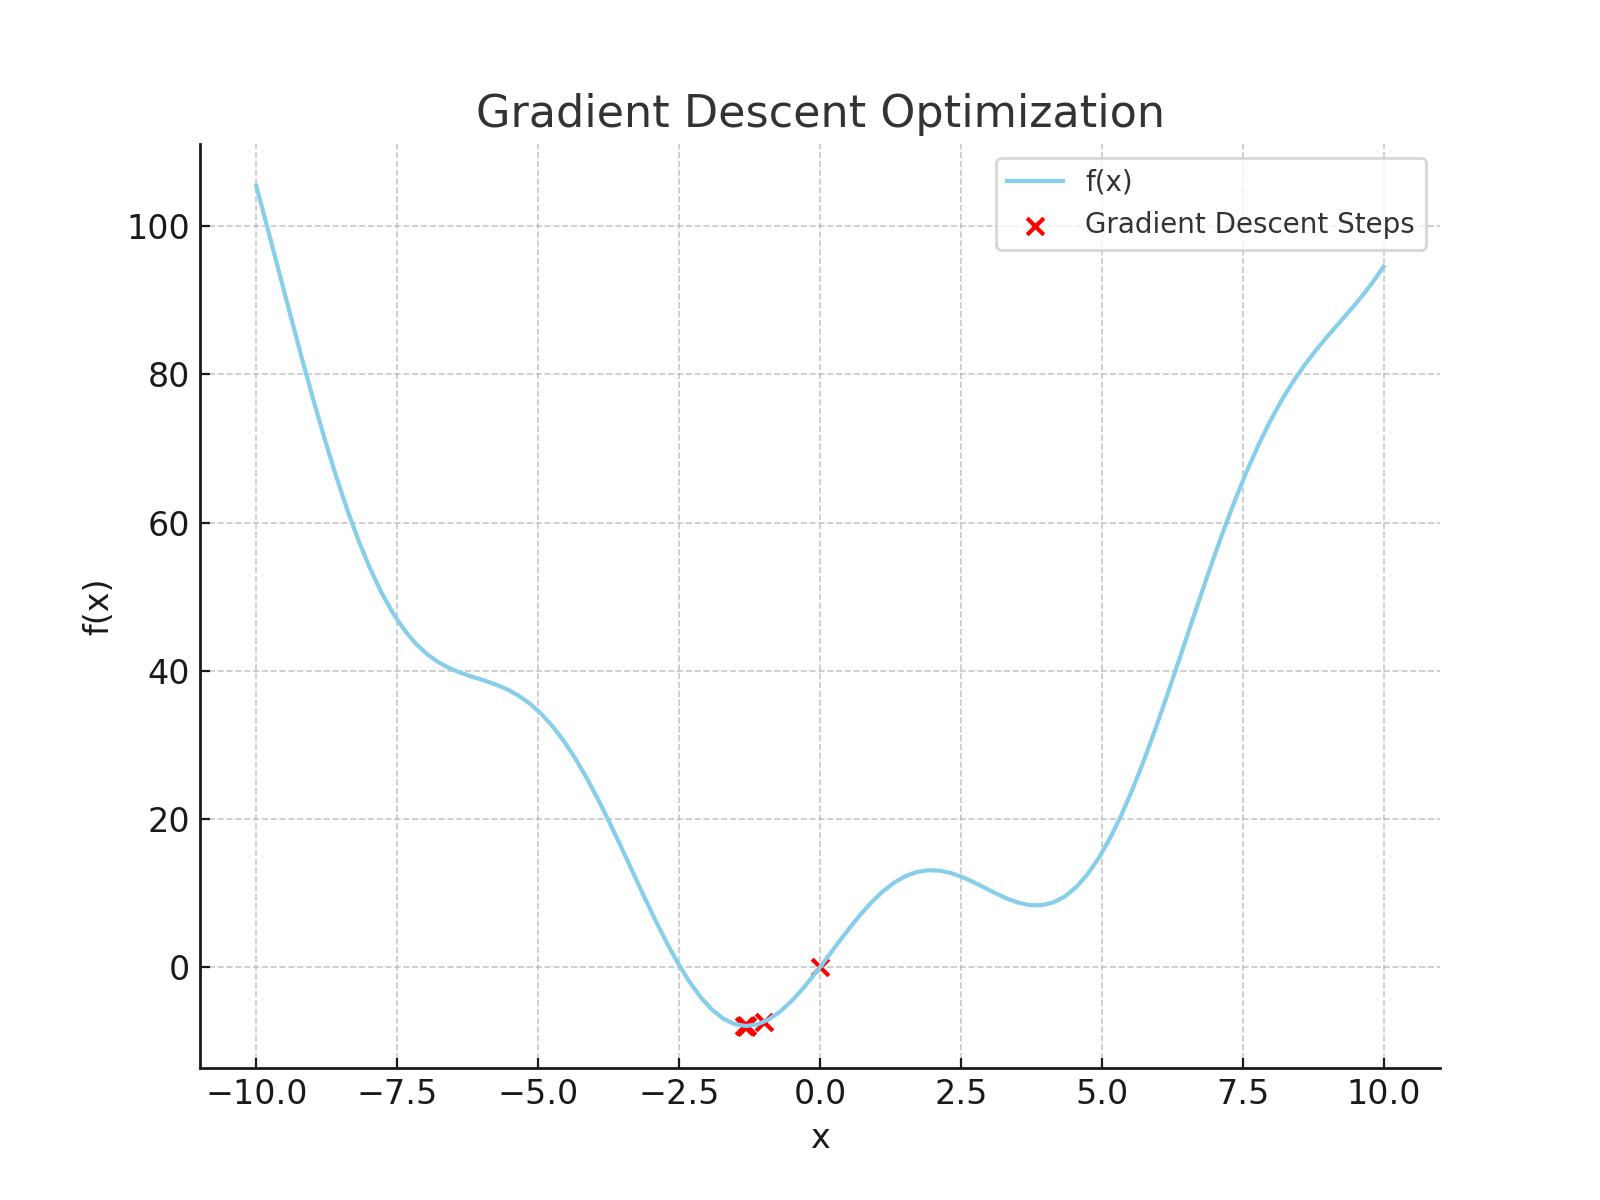 Gradient Descent Optimization
f(x)
Gradient Descent Steps
100
80
60
40
20
0
f(x)
−10.0 −7.5 −5.0 −2.5 0.0 2.5 5.0 7.5 10.0
x